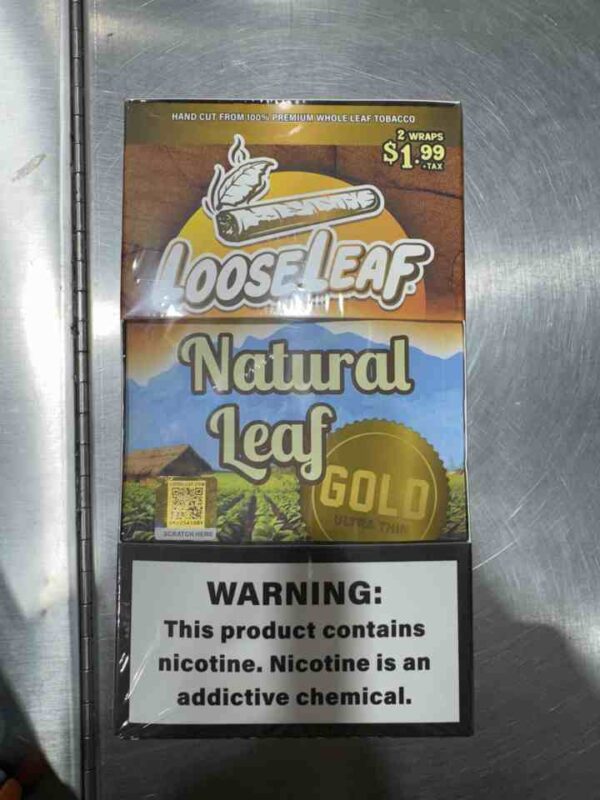 HAND CUT FROM 100% PREMIUM WHOLE LEAF TOBACCO
2 WRAPS
$1.99
+TAX
LOOSELEAF
Natural
Leaf
GOLD
ULTRA THIN
SCRATCH HERE
WARNING:
This product contains
nicotine. Nicotine is an
addictive chemical.